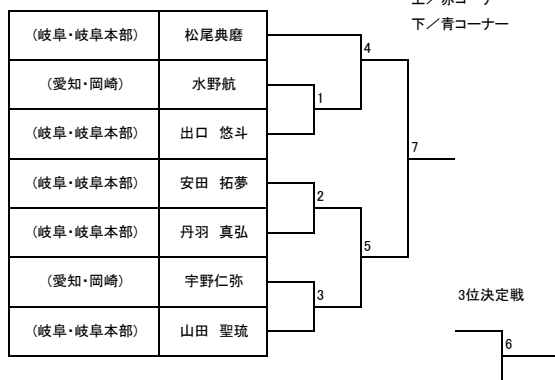 上／赤コーナー
下／青コーナー
(岐阜・岐阜本部) 松尾典磨
4
(愛知・岡崎) 水野航
1
(岐阜・岐阜本部) 出口　悠斗
7
(岐阜・岐阜本部) 安田　拓夢
2
(岐阜・岐阜本部) 丹羽　真弘
5
(愛知・岡崎) 宇野仁弥
3
3位決定戦
(岐阜・岐阜本部) 山田　聖琉
6